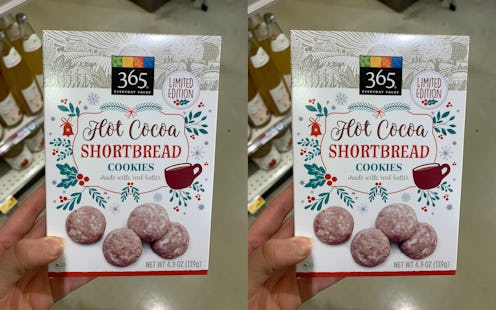 365
EVERYDAY VALUE
LIMITED
EDITION
Hot Cocoa
SHORTBREAD
COOKIES
made with real butter
NET WT 4.9 OZ (139g)
365
EVERYDAY VALUE
LIMITED
EDITION
Hot Cocoa
SHORTBREAD
COOKIES
made with real butter
NET WT 4.9 OZ (139g)